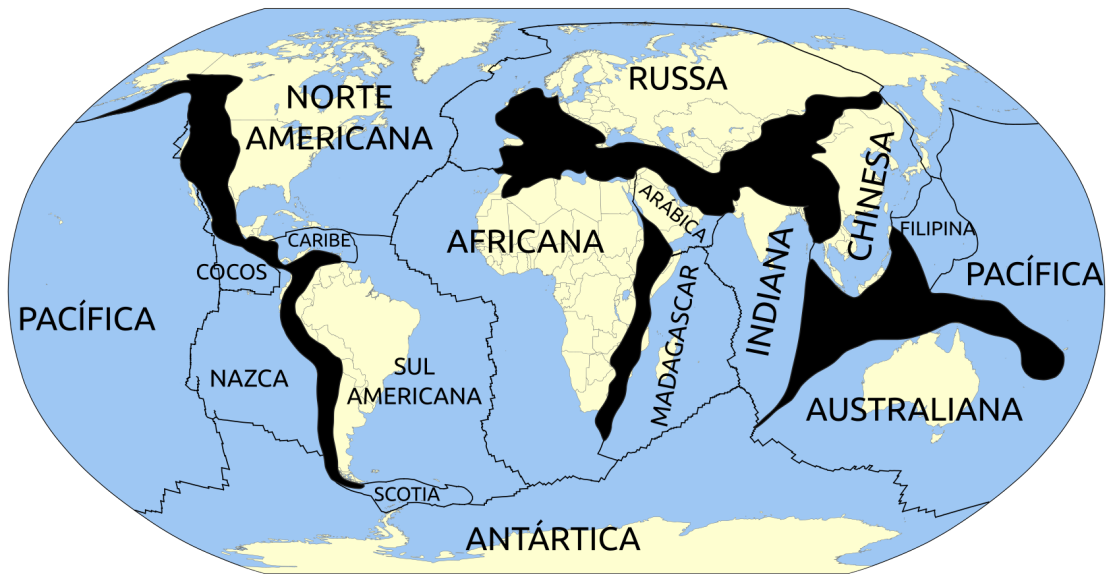 RUSSA
NORTE
AMERICANA
CHINESA
ARÁBICA
CARIBE
AFRICANA
FILIPINA
COCOS
PACÍFICA
INDIANA
MADAGASCAR
PACÍFICA
NAZCA
SUL
AMERICANA
AUSTRALIANA
SCOTIA
ANTÁRTICA